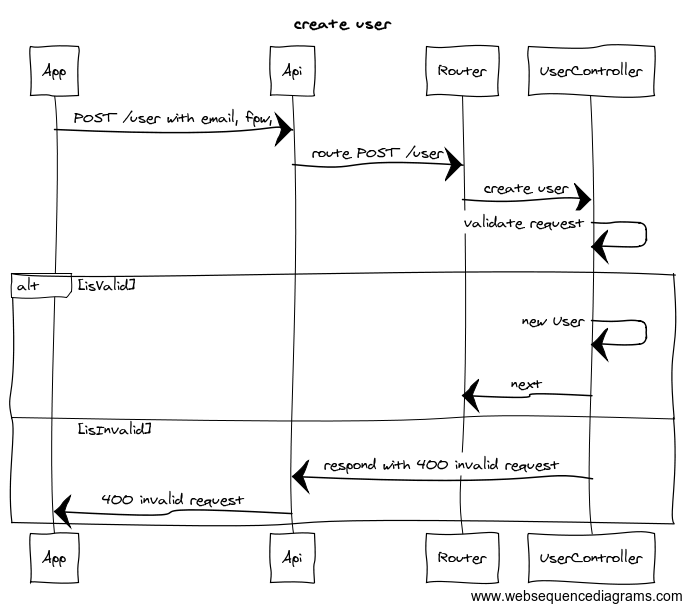 create user
App Api Router UserController
POST /user with email, fpw,
route POST /user
create user
validate request
alt [isValid]
new User
next
[isInvalid]
respond with 400 invalid request
400 invalid request
App Api Router UserController
www.websequencediagrams.com